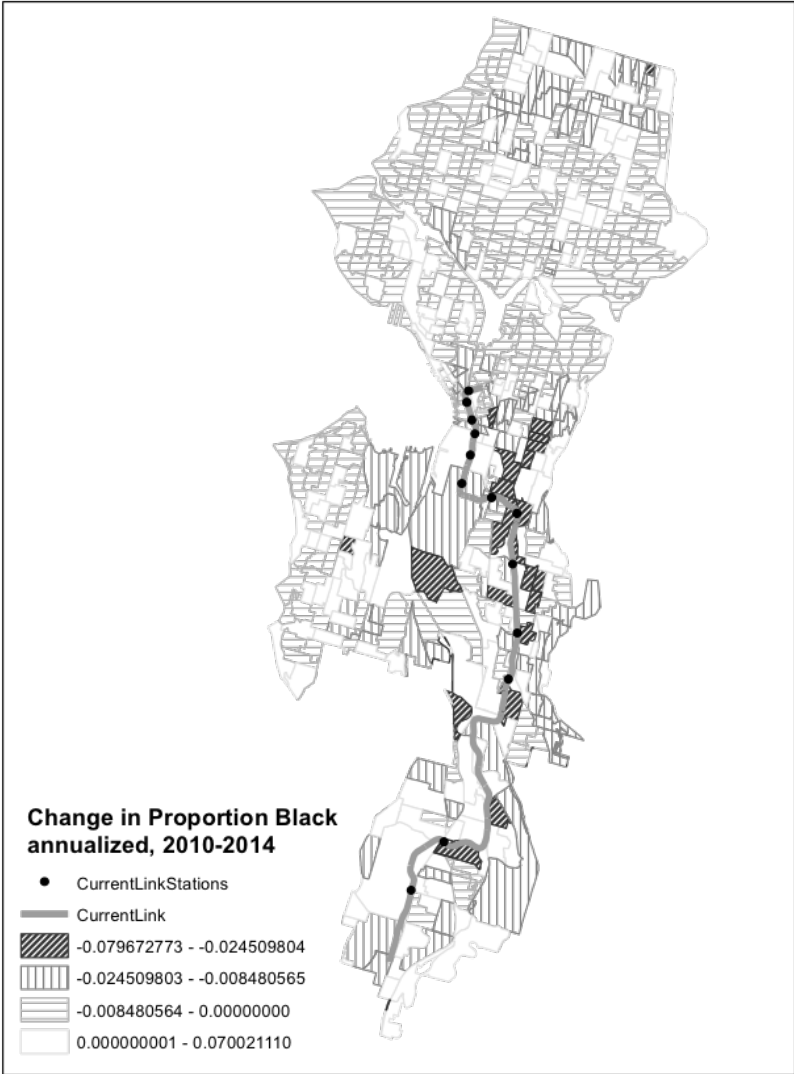 Change in Proportion Black
annualized, 2010-2014
CurrentLinkStations
CurrentLink
-0.079672773 - -0.024509804
-0.024509803 - -0.008480565
-0.008480564 - 0.00000000
0.000000001 - 0.070021110